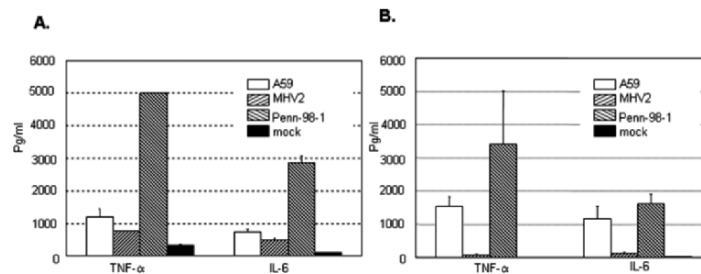 A.
6000
5000
4000
3000
2000
1000
0
Pg/ml
A59
MHV2
Penn-98-1
mock
TNF-α
IL-6
B.
6000
5000
4000
3000
2000
1000
0
Pg/ml
A59
MHV2
Penn-98-1
mock
TNF-α
IL-6